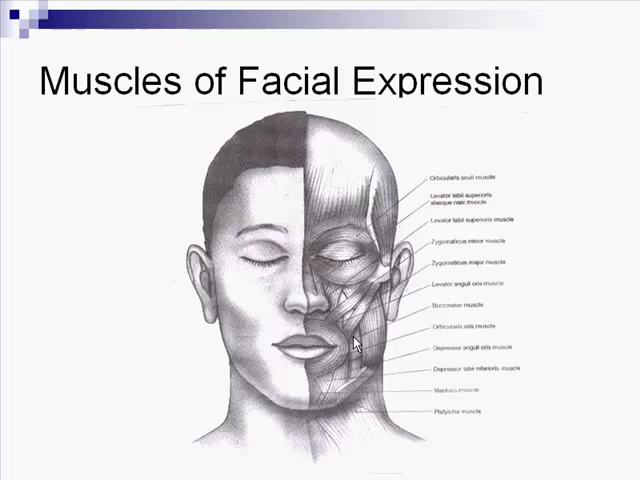 Muscles of Facial Expression
Orbicularis oculi muscle
Levator labii superioris
alaeque nasi muscle
Levator labii superioris muscle
Zygomaticus minor muscle
Zygomaticus major muscle
Levator anguli oris muscle
Buccinator muscle
Orbicularis oris muscle
Depressor anguli oris muscle
Depressor labii inferioris muscle
Mentalis muscle
Platysma muscle